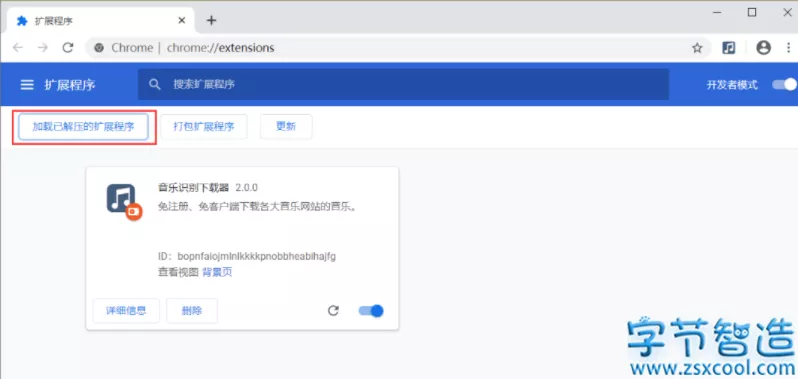 扩展程序
Chrome | chrome://extensions
扩展程序
搜索扩展程序
开发者模式
加载已解压的扩展程序
打包扩展程序
更新
音乐识别下载器 2.0.0
免注册、免客户端下载各大音乐网站的音乐。
ID: bopnfaiojmlnlkkkkpnobbheabihajfg
查看视图 背景页
详细信息
删除
字节智造
www.zsxcool.com